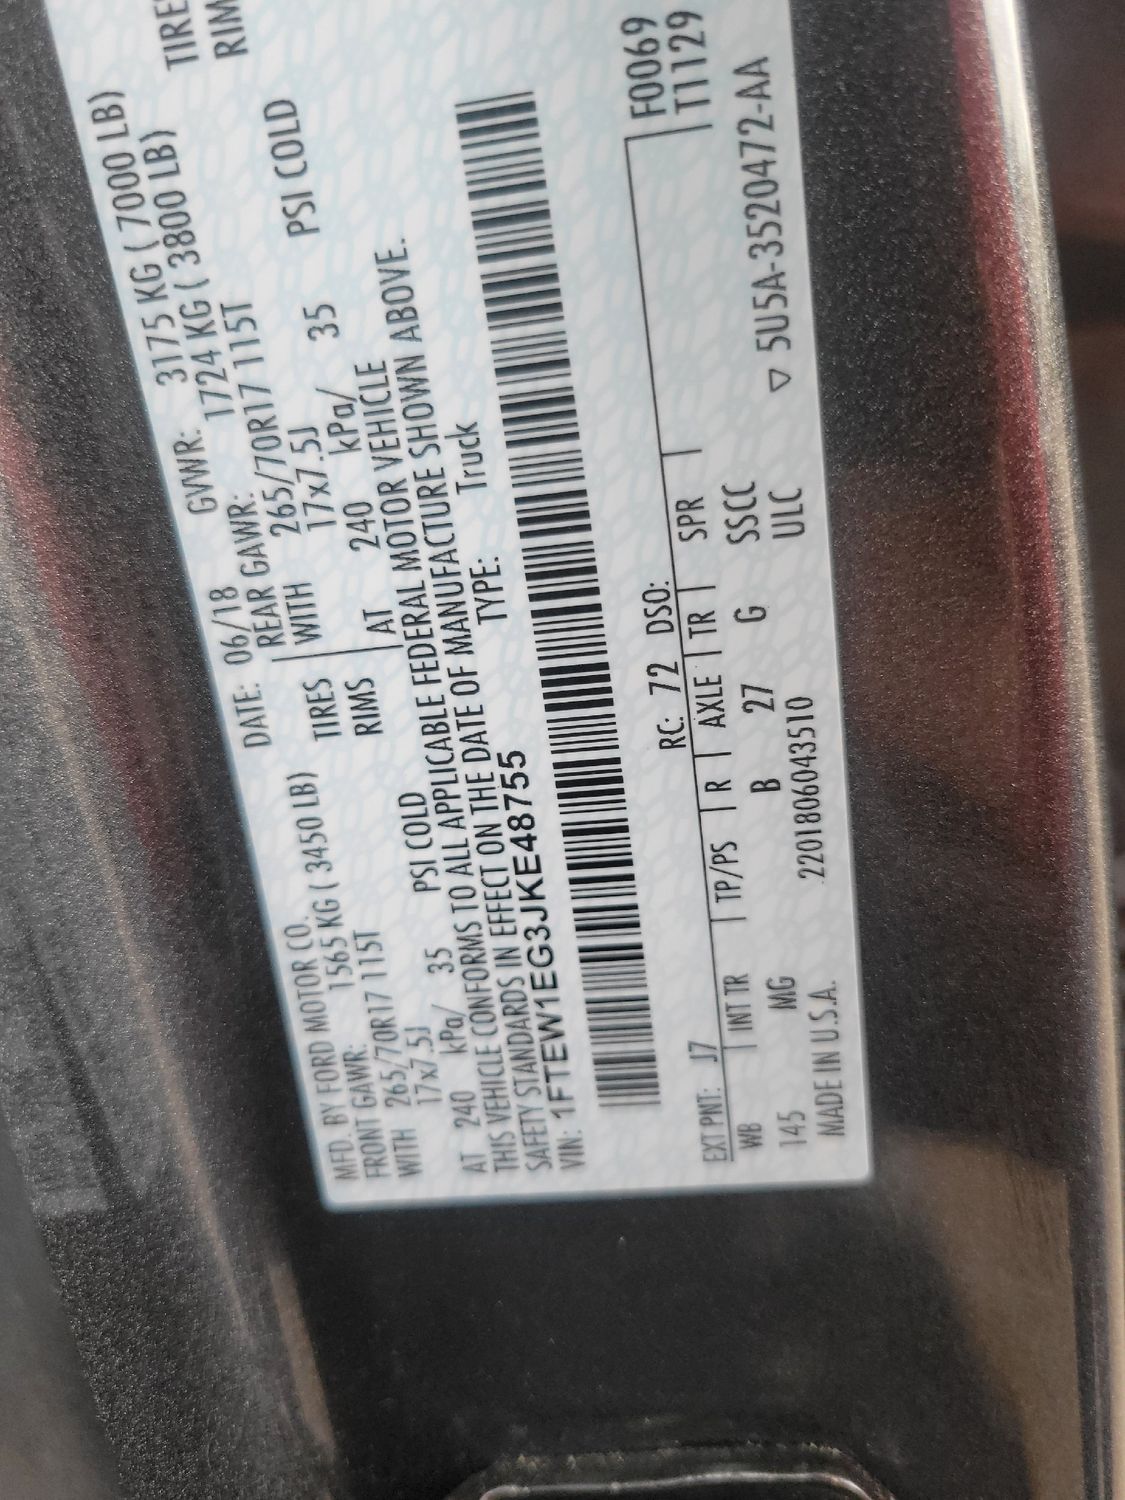 MFD. BY FORD MOTOR CO.
DATE: 06/18 GVWR: 3175 KG ( 7000 LB)
FRONT GAWR: 1565 KG ( 3450 LB)
REAR GAWR: 1724 KG ( 3800 LB)
WITH 265/70R17 115T TIRES
WITH 265/70R17 115T TIRE
17x7.5J RIMS
17x7.5J RIM
AT 240 kPa/ 35 PSI COLD
AT 240 kPa/ 35 PSI COLD
THIS VEHICLE CONFORMS TO ALL APPLICABLE FEDERAL MOTOR VEHICLE
SAFETY STANDARDS IN EFFECT ON THE DATE OF MANUFACTURE SHOWN ABOVE.
VIN: 1FTEW1EG3JKE48755
TYPE: Truck
F0069
T1129
EXT PNT: J7 RC: 72 DSO:
WB INT TR TP/PS R AXLE TR SPR
145 MG B 27 G SSCC
MADE IN U.S.A. 22018060435​10 ULC
▽ 5U5A-3520472-AA